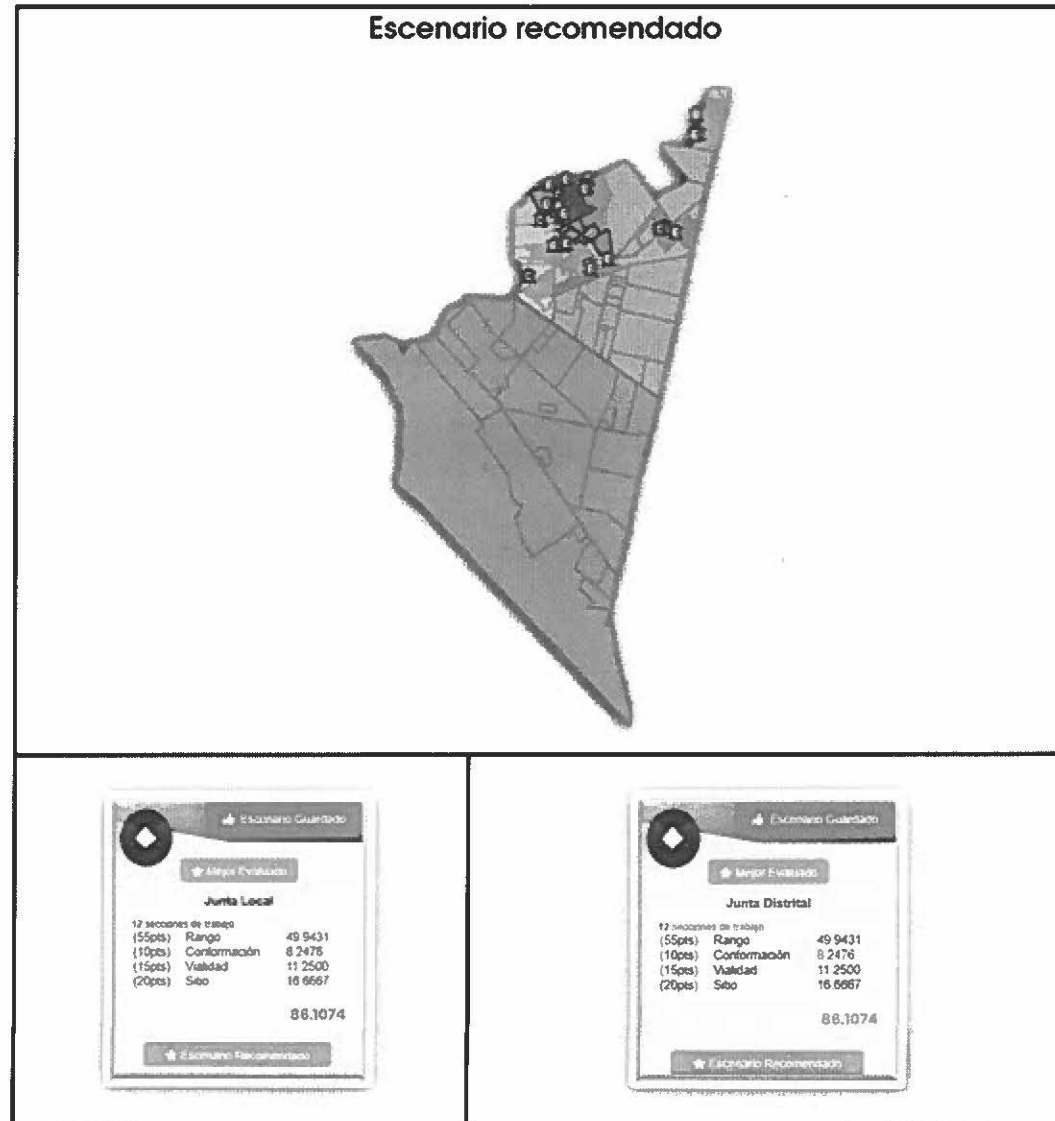 Escenario recomendado
Escenario Guardado
Mejor Evaluado
Junta Local
12 secciones de trabajo
(55pts) Rango 49 9431
(10pts) Conformación 8 2476
(15pts) Vialidad 11 2500
(20pts) Sitio 16 6667
86.1074
Escenario Recomendado
Escenario Guardado
Mejor Evaluado
Junta Distrital
12 secciones de trabajo
(55pts) Rango 49 9431
(10pts) Conformación 8 2476
(15pts) Vialidad 11 2500
(20pts) Sitio 16 6667
86.1074
Escenario Recomendado